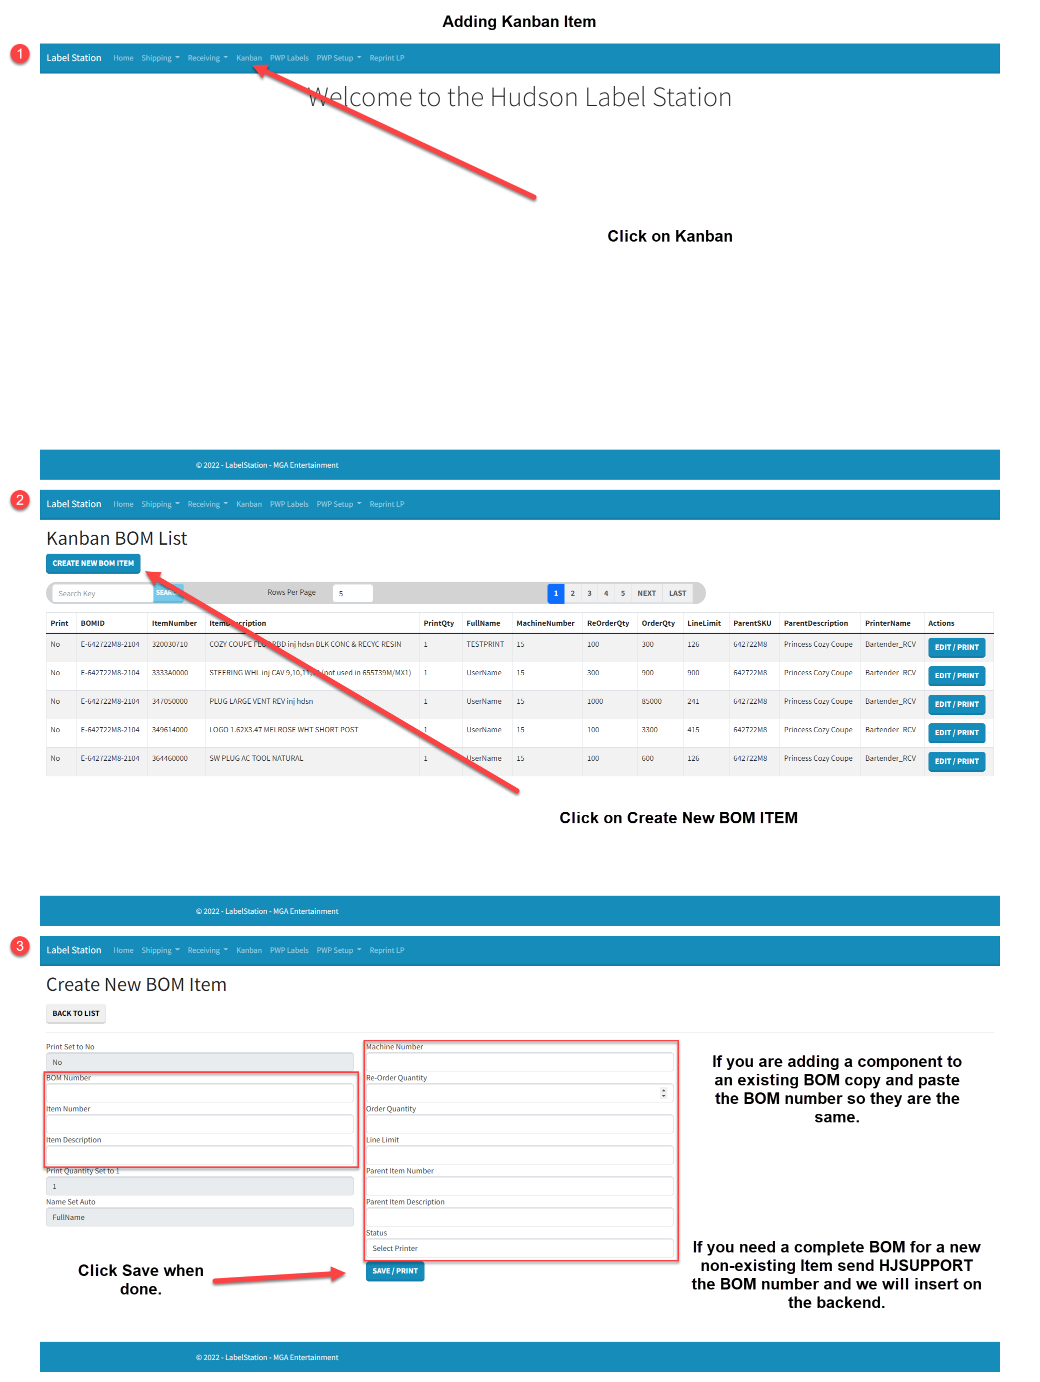 Adding Kanban Item
1
Label Station Home Shipping Receiving Kanban PWP Labels PWP Setup Reprint LP
Welcome to the Hudson Label Station
Click on Kanban
© 2022 - LabelStation - MGA Entertainment
2
Label Station Home Shipping Receiving Kanban PWP Labels PWP Setup Reprint LP
Kanban BOM List
CREATE NEW BOM ITEM
Search Key Rows Per Page 5 1 2 3 4 5 NEXT LAST
Print BOMID ItemNumber ItemDescription PrintQty FullName MachineNumber ReOrderQty OrderQty LineLimit ParentSKU ParentDescription PrinterName Actions
No E-642722M8-2104 320030710 COZY COUPE inj hdsn BLK CONC & RECYC RESIN 1 TESTPRINT 15 100 300 126 642722M8 Princess Cozy Coupe Bartender_RCV EDIT / PRINT
No E-642722M8-2104 3333A0000 STEERING WHL inj CAV (not used in 655739M/MX1) 1 UserName 15 300 900 900 642722M8 Princess Cozy Coupe Bartender_RCV EDIT / PRINT
No E-642722M8-2104 347050000 PLUG LARGE VENT REV inj hdsn 1 UserName 15 1000 85000 241 642722M8 Princess Cozy Coupe Bartender_RCV EDIT / PRINT
No E-642722M8-2104 349614000 LOGO 1.62X3.47 MELROSE WHT SHORT POST 1 UserName 15 100 3300 415 642722M8 Princess Cozy Coupe Bartender_RCV EDIT / PRINT
No E-642722M8-2104 364460000 SW PLUG AC TOOL NATURAL 1 UserName 15 100 600 126 642722M8 Princess Cozy Coupe Bartender_RCV EDIT / PRINT
Click on Create New BOM ITEM
© 2022 - LabelStation - MGA Entertainment
3
Label Station Home Shipping Receiving Kanban PWP Labels PWP Setup Reprint LP
Create New BOM Item
BACK TO LIST
Print Set to No
No
BOM Number
Item Number
Item Description
Print Quantity Set to 1
1
Name Set Auto
FullName
Machine Number
Re-Order Quantity
Order Quantity
Line Limit
Parent Item Number
Parent Item Description
Status
Select Printer
SAVE / PRINT
Click Save when
done.
If you are adding a component to
an existing BOM copy and paste
the BOM number so they are the
same.
If you need a complete BOM for a new
non-existing Item send HJSUPPORT
the BOM number and we will insert on
the backend.
© 2022 - LabelStation - MGA Entertainment